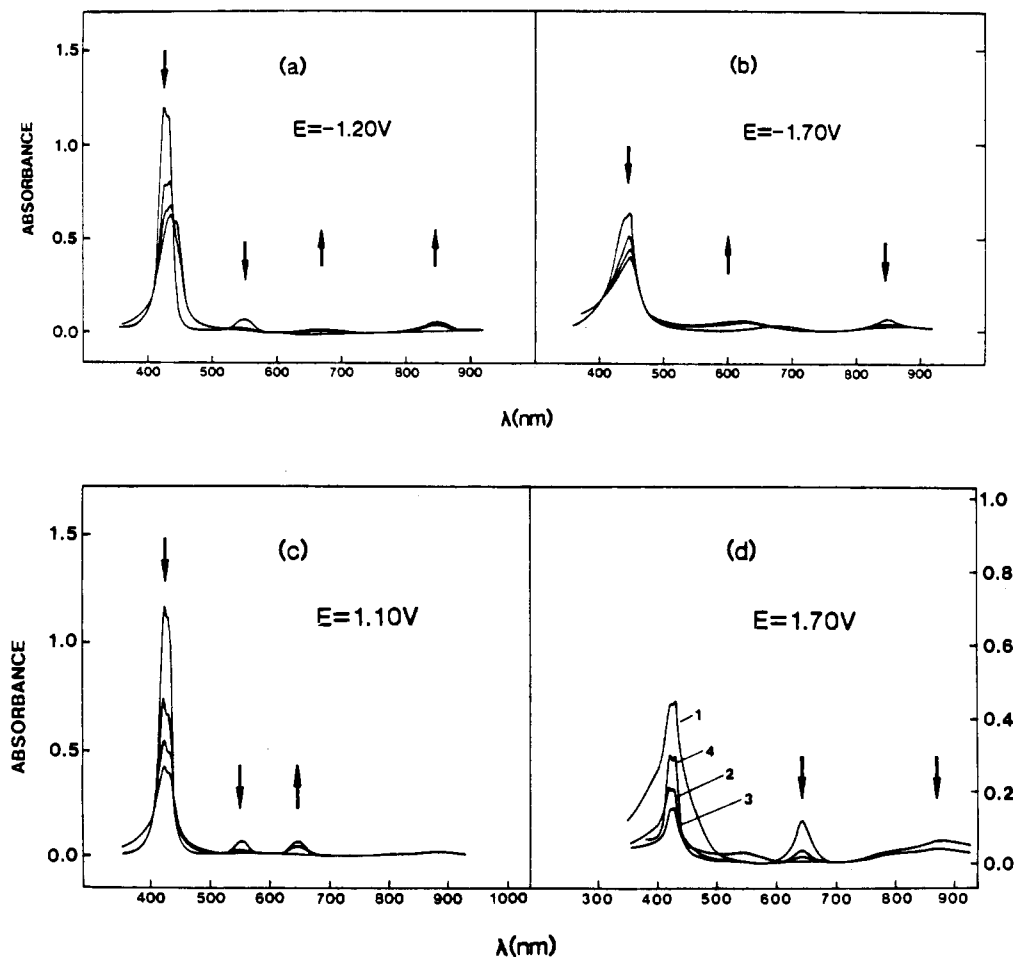 (a)
E=-1.20V
ABSORBANCE
1.5
1.0
0.5
0.0
400 500 600 700 800 900
(b)
E=-1.70V
400 500 600 700 800 900
λ(nm)
(c)
E=1.10V
ABSORBANCE
1.5
1.0
0.5
0.0
400 500 600 700 800 900 1000
(d)
E=1.70V
1
4
2
3
1.0
0.8
0.6
0.4
0.2
0.0
300 400 500 600 700 800 900
λ(nm)